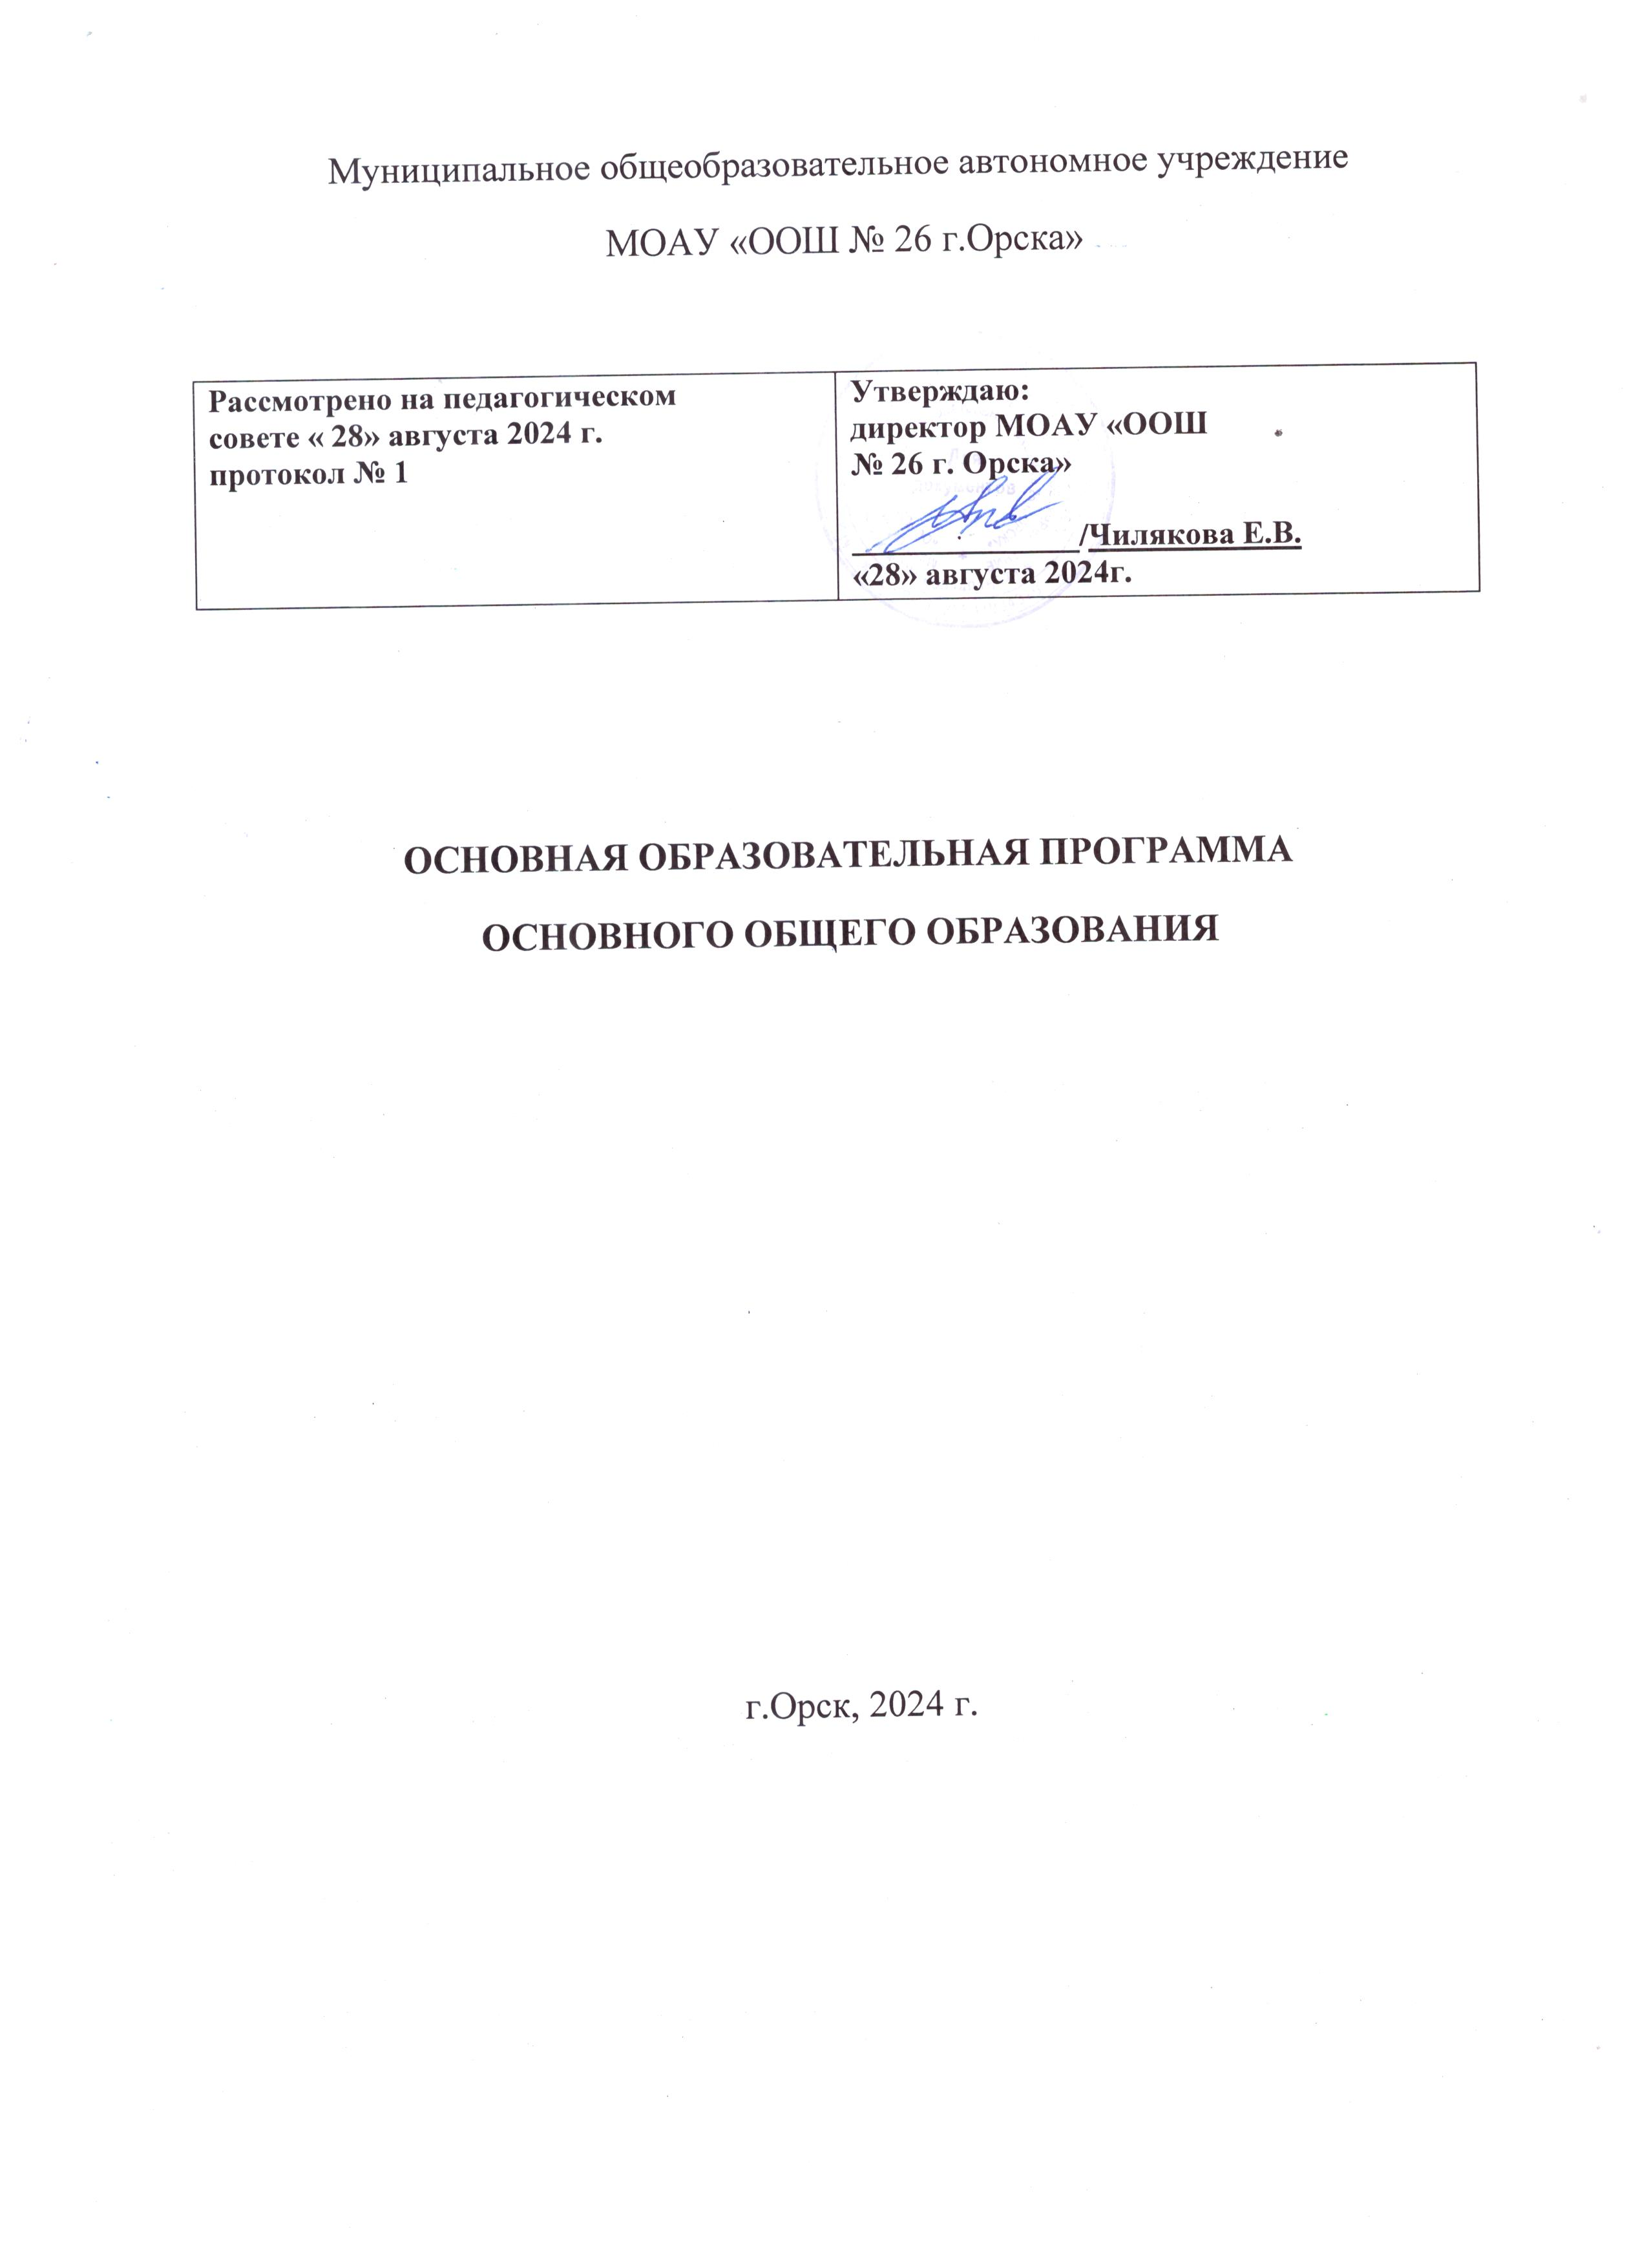 Муниципальное общеобразовательное автономное учреждение
МОАУ «ООШ № 26 г.Орска»
Рассмотрено на педагогическом
совете « 28» августа 2024 г.
протокол № 1
Утверждаю:
директор МОАУ «ООШ
№ 26 г. Орска»
/Чилякова Е.В.
«28» августа 2024г.
ОСНОВНАЯ ОБРАЗОВАТЕЛЬНАЯ ПРОГРАММА
ОСНОВНОГО ОБЩЕГО ОБРАЗОВАНИЯ
г.Орск, 2024 г.